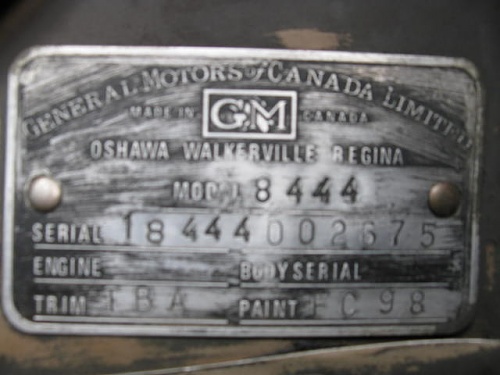 GENERAL MOTORS of CANADA LIMITED
MADE IN GM CANADA
OSHAWA WALKERVILLE REGINA
MODEL 8444
SERIAL 18444002675
ENGINE BODY SERIAL
TRIM 1BA PAINT FC98